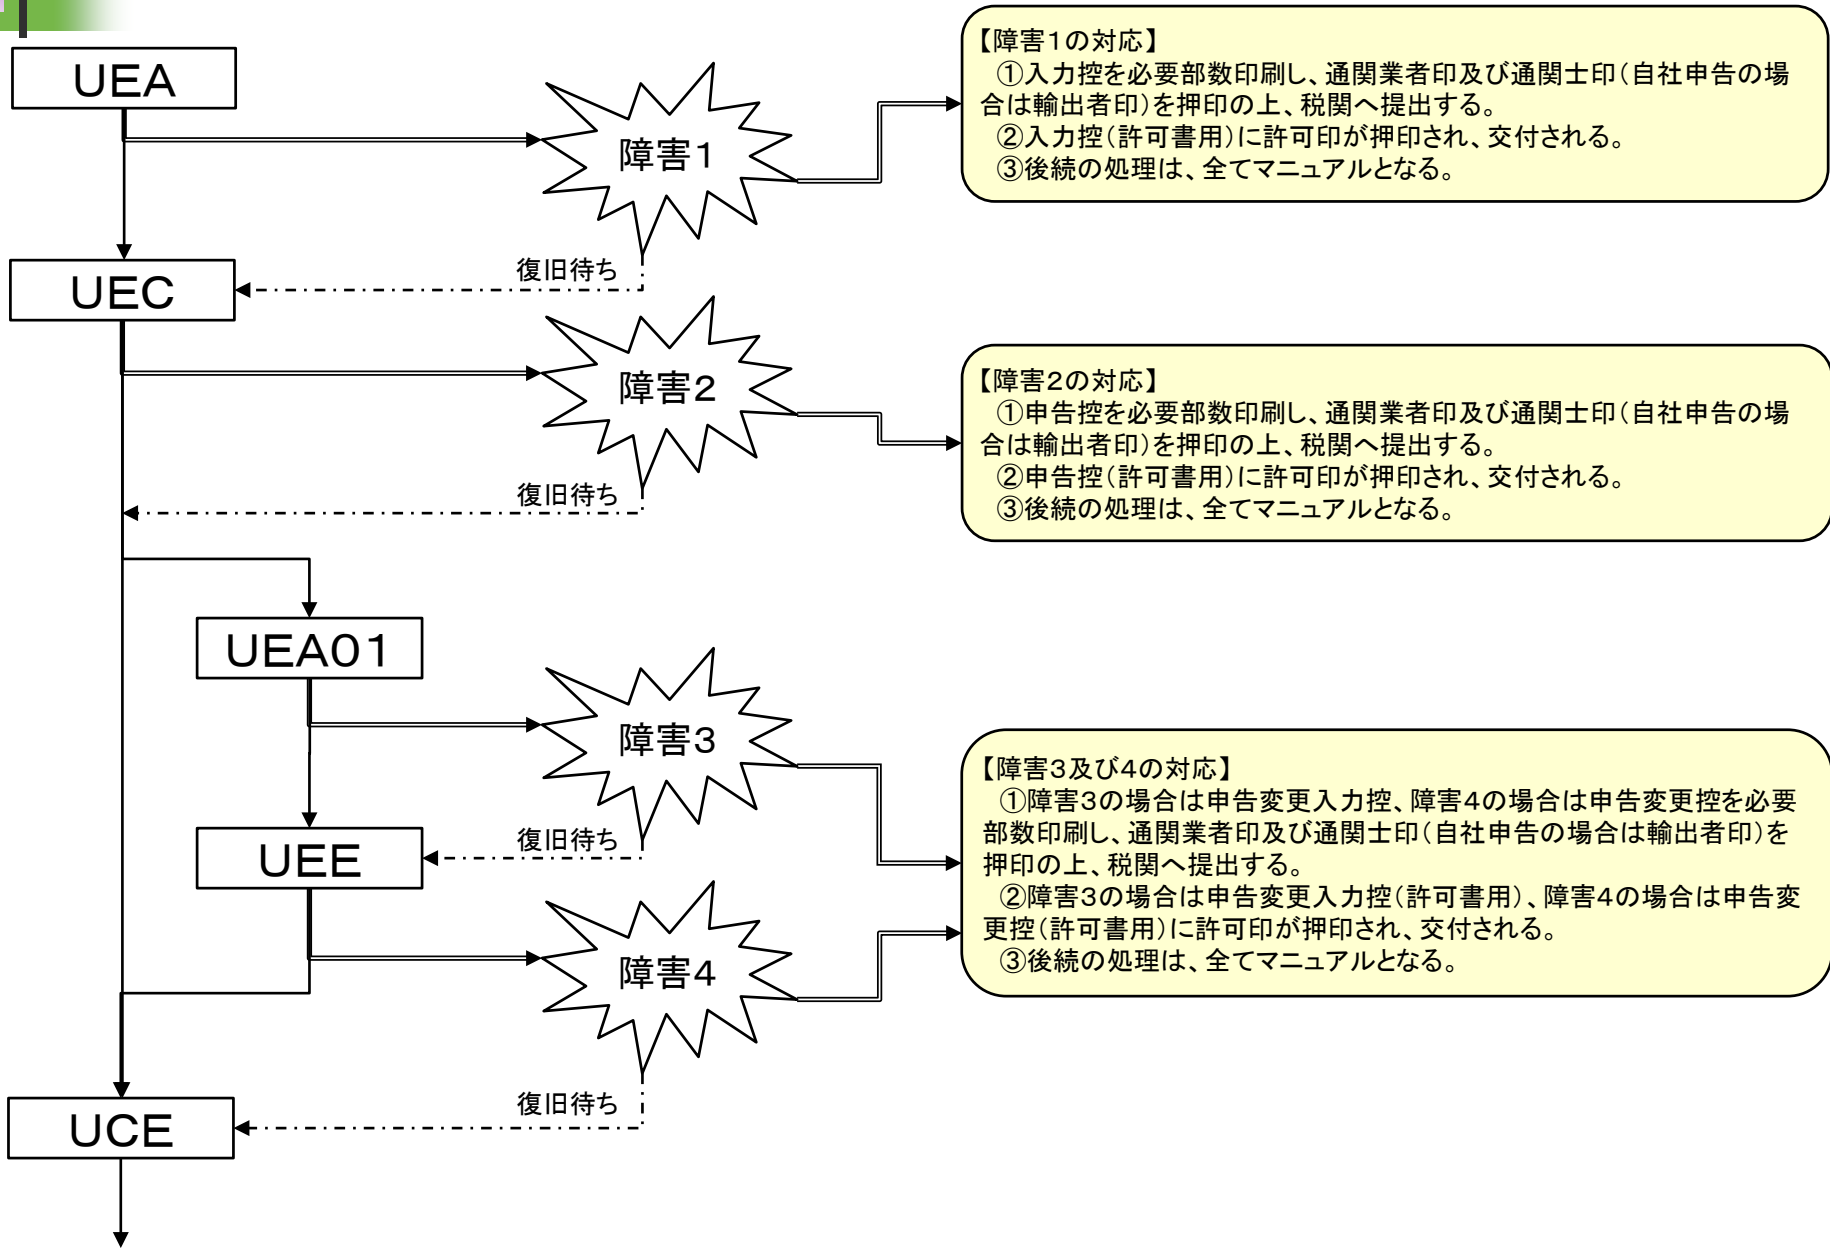 UEA
障害1
【障害1の対応】
①入力控を必要部数印刷し、通関業者印及び通関士印(自社申告の場
合は輸出者印)を押印の上、税関へ提出する。
②入力控(許可書用)に許可印が押印され、交付される。
③後続の処理は、全てマニュアルとなる。
復旧待ち
UEC
障害2
【障害2の対応】
①申告控を必要部数印刷し、通関業者印及び通関士印(自社申告の場
合は輸出者印)を押印の上、税関へ提出する。
②申告控(許可書用)に許可印が押印され、交付される。
③後続の処理は、全てマニュアルとなる。
復旧待ち
UEA01
障害3
【障害3及び4の対応】
①障害3の場合は申告変更入力控、障害4の場合は申告変更控を必要
部数印刷し、通関業者印及び通関士印(自社申告の場合は輸出者印)を
押印の上、税関へ提出する。
②障害3の場合は申告変更入力控(許可書用)、障害4の場合は申告変
更控(許可書用)に許可印が押印され、交付される。
③後続の処理は、全てマニュアルとなる。
復旧待ち
UEE
障害4
復旧待ち
UCE